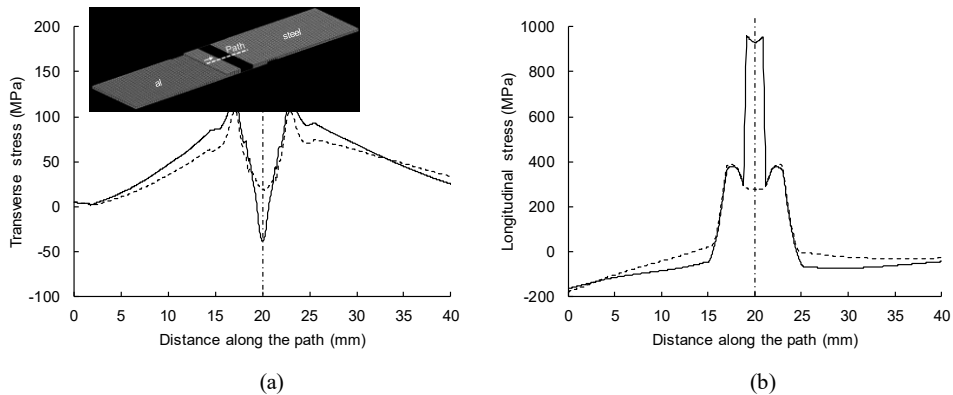 200
150
100
50
0
-50
-100
Transverse stress (MPa)
al
Path
steel
0 5 10 15 20 25 30 35 40
Distance along the path (mm)
(a)
1000
800
600
400
200
0
-200
Longitudinal stress (MPa)
0 5 10 15 20 25 30 35 40
Distance along the path (mm)
(b)